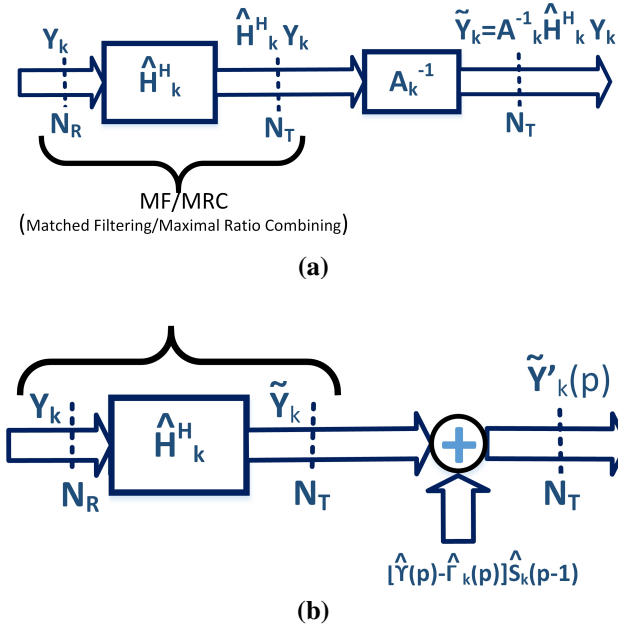 Y_k
Ĥ^H_k
Ĥ^H_k Y_k
A_k^-1
Ỹ_k=A^-1_k Ĥ^H_k Y_k
N_R
N_T
N_T
MF/MRC
(Matched Filtering/Maximal Ratio Combining)
(a)
Y_k
Ĥ^H_k
Ỹ_k
+
Ỹ'_k(p)
N_R
N_T
N_T
[Ŷ(p)-Γ̂_k(p)]Ŝ_k(p-1)
(b)